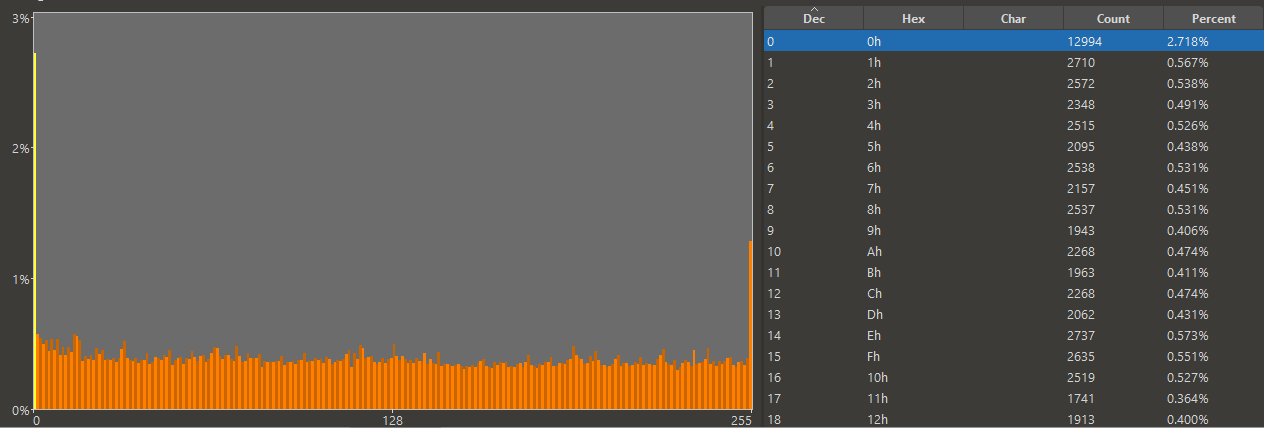 3%
2%
1%
0%
0 128 255
Dec Hex Char Count Percent
0 0h 12994 2.718%
1 1h 2710 0.567%
2 2h 2572 0.538%
3 3h 2348 0.491%
4 4h 2515 0.526%
5 5h 2095 0.438%
6 6h 2538 0.531%
7 7h 2157 0.451%
8 8h 2537 0.531%
9 9h 1943 0.406%
10 Ah 2268 0.474%
11 Bh 1963 0.411%
12 Ch 2268 0.474%
13 Dh 2062 0.431%
14 Eh 2737 0.573%
15 Fh 2635 0.551%
16 10h 2519 0.527%
17 11h 1741 0.364%
18 12h 1913 0.400%